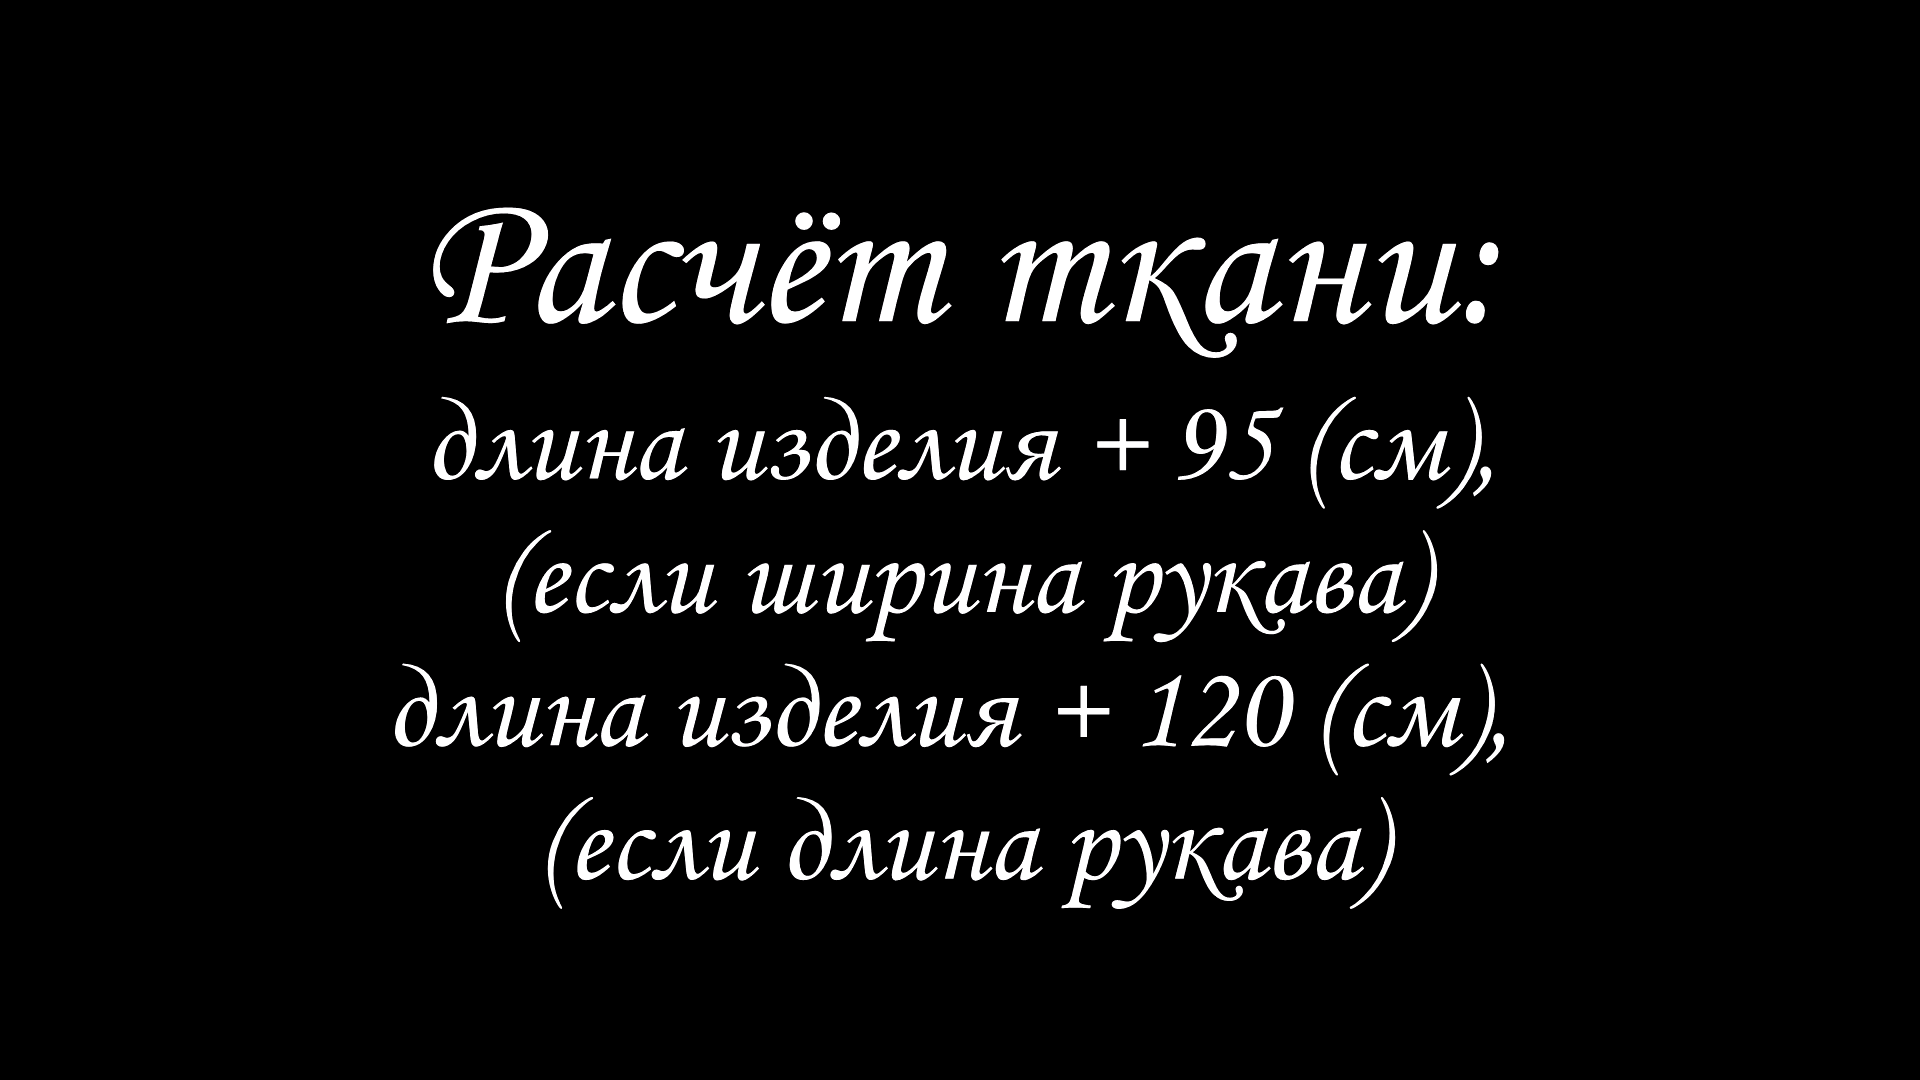 Расчёт ткани:
длина изделия + 95 (см),
(если ширина рукава)
длина изделия + 120 (см),
(если длина рукава)